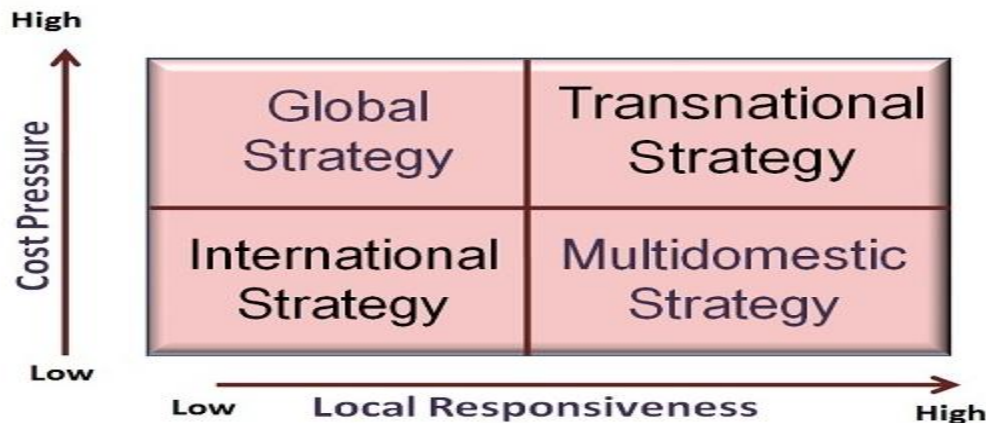 High
Cost Pressure
Low
Global
Strategy
Transnational
Strategy
International
Strategy
Multidomestic
Strategy
Low
Local Responsiveness
High